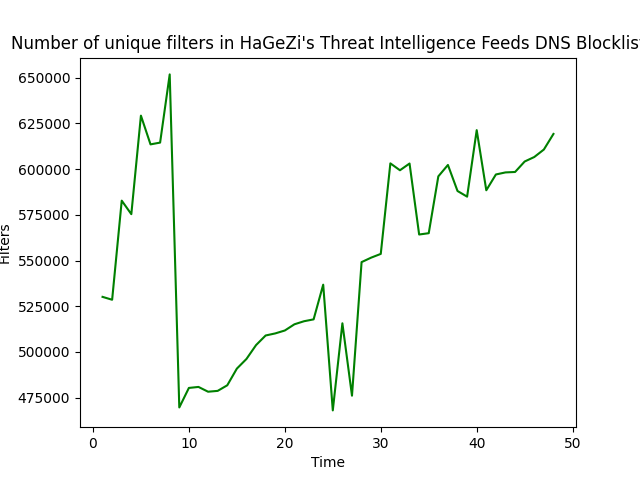 Number of unique filters in HaGeZi's Threat Intelligence Feeds DNS Blocklist
650000
625000
600000
575000
550000
525000
500000
475000
Filters
0 10 20 30 40 50
Time